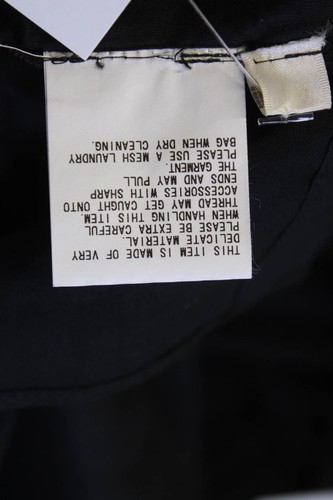 THIS ITEM IS MADE OF VERY
DELICATE MATERIAL.
PLEASE BE EXTRA CAREFUL
WHEN HANDLING THIS ITEM.
THREAD MAY GET CAUGHT ONTO
ACCESSORIES WITH SHARP
ENDS AND MAY PULL
THE GARMENT.
PLEASE USE A MESH LAUNDRY
BAG WHEN DRY CLEANING.